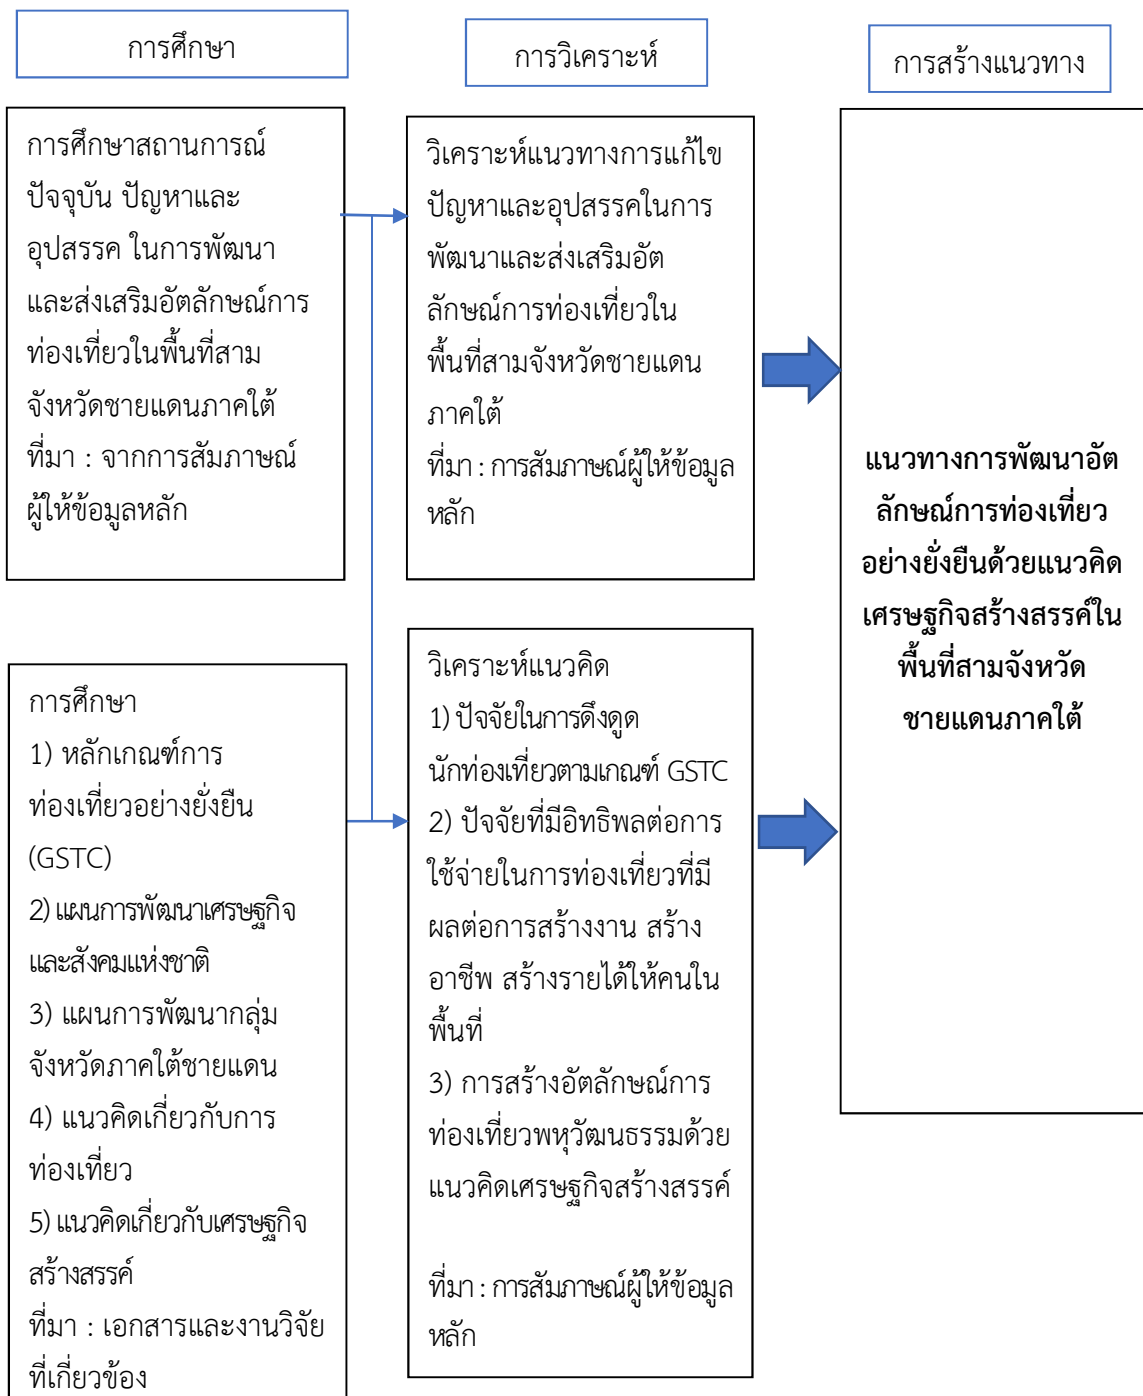 การศึกษา
การวิเคราะห์
การสร้างแนวทาง
การศึกษาสถานการณ์
ปัจจุบัน ปัญหาและ
อุปสรรค ในการพัฒนา
และส่งเสริมอัตลักษณ์การ
ท่องเที่ยวในพื้นที่สาม
จังหวัดชายแดนภาคใต้
ที่มา : จากการสัมภาษณ์
ผู้ให้ข้อมูลหลัก
วิเคราะห์แนวทางการแก้ไข
ปัญหาและอุปสรรคในการ
พัฒนาและส่งเสริมอัต
ลักษณ์การท่องเที่ยวใน
พื้นที่สามจังหวัดชายแดน
ภาคใต้
ที่มา : การสัมภาษณ์ผู้ให้ข้อมูล
หลัก
แนวทางการพัฒนาอัต
ลักษณ์การท่องเที่ยว
อย่างยั่งยืนด้วยแนวคิด
เศรษฐกิจสร้างสรรค์ใน
พื้นที่สามจังหวัด
ชายแดนภาคใต้
การศึกษา
1) หลักเกณฑ์การ
ท่องเที่ยวอย่างยั่งยืน
(GSTC)
2) แผนการพัฒนาเศรษฐกิจ
และสังคมแห่งชาติ
3) แผนการพัฒนากลุ่ม
จังหวัดภาคใต้ชายแดน
4) แนวคิดเกี่ยวกับการ
ท่องเที่ยว
5) แนวคิดเกี่ยวกับเศรษฐกิจ
สร้างสรรค์
ที่มา : เอกสารและงานวิจัย
ที่เกี่ยวข้อง
วิเคราะห์แนวคิด
1) ปัจจัยในการดึงดูด
นักท่องเที่ยวตามเกณฑ์ GSTC
2) ปัจจัยที่มีอิทธิพลต่อการ
ใช้จ่ายในการท่องเที่ยวที่มี
ผลต่อการสร้างงาน สร้าง
อาชีพ สร้างรายได้ให้คนใน
พื้นที่
3) การสร้างอัตลักษณ์การ
ท่องเที่ยวพหุวัฒนธรรมด้วย
แนวคิดเศรษฐกิจสร้างสรรค์
ที่มา : การสัมภาษณ์ผู้ให้ข้อมูล
หลัก